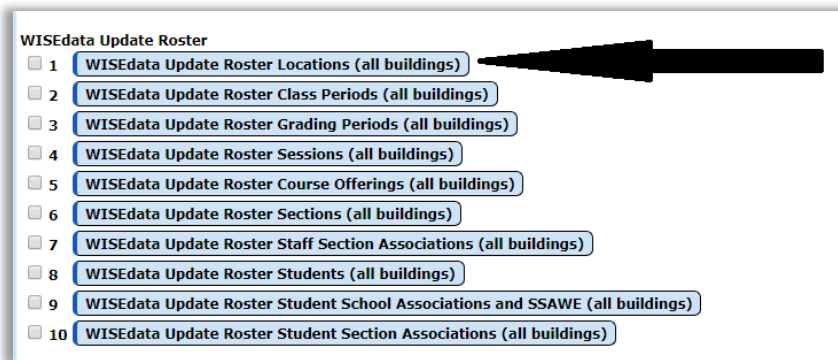 WISEdata Update Roster
1 WISEdata Update Roster Locations (all buildings)
2 WISEdata Update Roster Class Periods (all buildings)
3 WISEdata Update Roster Grading Periods (all buildings)
4 WISEdata Update Roster Sessions (all buildings)
5 WISEdata Update Roster Course Offerings (all buildings)
6 WISEdata Update Roster Sections (all buildings)
7 WISEdata Update Roster Staff Section Associations (all buildings)
8 WISEdata Update Roster Students (all buildings)
9 WISEdata Update Roster Student School Associations and SSAWE (all buildings)
10 WISEdata Update Roster Student Section Associations (all buildings)